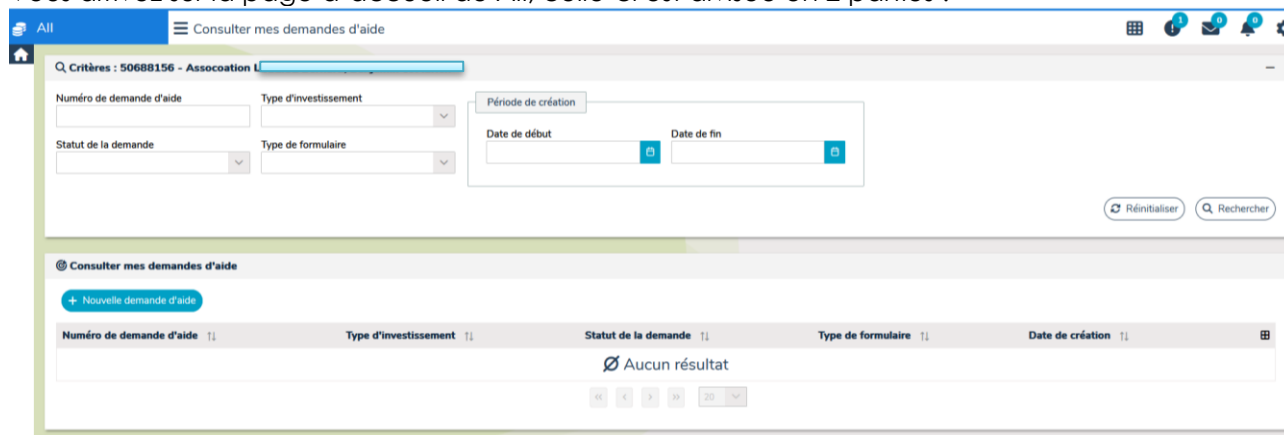 AII
Consulter mes demandes d'aide
1
0
0
Critères : 50688156 - Assocoation
Numéro de demande d'aide
Type d'investissement
Période de création
Date de début
Date de fin
Statut de la demande
Type de formulaire
Réinitialiser
Rechercher
Consulter mes demandes d'aide
+ Nouvelle demande d'aide
Numéro de demande d'aide
Type d'investissement
Statut de la demande
Type de formulaire
Date de création
Aucun résultat
20